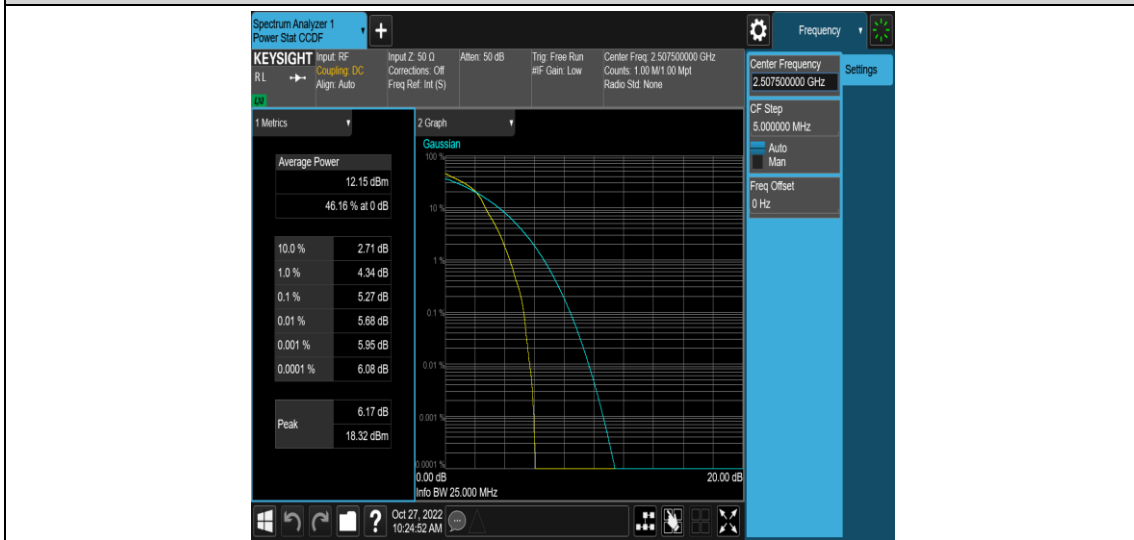 Spectrum Analyzer 1
Power Stat CCDF
Frequency
KEYSIGHT
RL
LNI
Input: RF
Coupling: DC
Align: Auto
Input Z: 50 Ω
Corrections: Off
Freq Ref: Int (S)
Atten: 50 dB
Trig: Free Run
#IF Gain: Low
Center Freq: 2.507500000 GHz
Counts: 1.00 M/1.00 Mpt
Radio Std: None
Center Frequency
2.507500000 GHz
Settings
CF Step
5.000000 MHz
Auto
Man
Freq Offset
0 Hz
1 Metrics
Average Power
12.15 dBm
46.16 % at 0 dB
10.0 % 2.71 dB
1.0 % 4.34 dB
0.1 % 5.27 dB
0.01 % 5.68 dB
0.001 % 5.95 dB
0.0001 % 6.08 dB
Peak
6.17 dB
18.32 dBm
2 Graph
Gaussian
100 %
10 %
1 %
0.1 %
0.01 %
0.001 %
0.0001 %
0.00 dB 20.00 dB
Info BW 25.000 MHz
?
Oct 27, 2022
10:24:52 AM